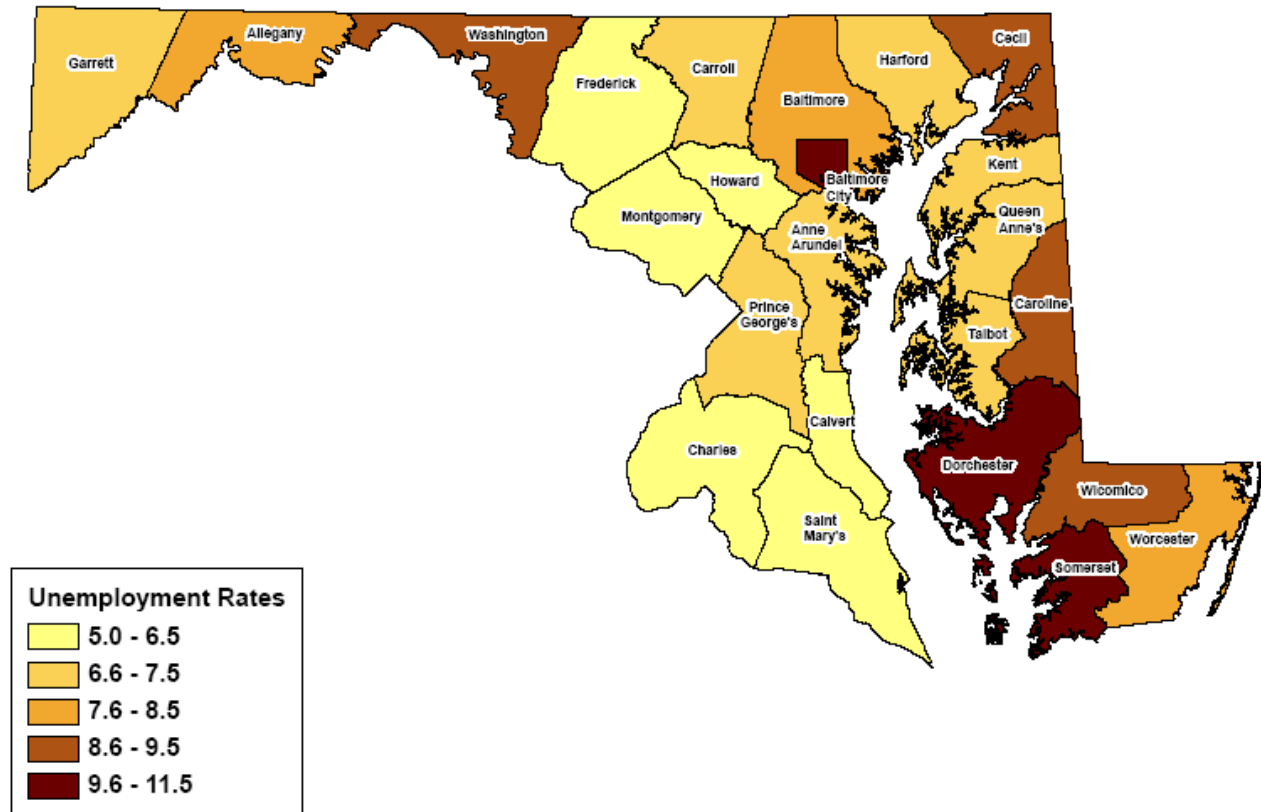 Garrett
Allegany
Washington
Frederick
Carroll
Baltimore
Harford
Cecil
Baltimore
City
Kent
Queen
Anne's
Howard
Montgomery
Anne
Arundel
Prince
George's
Caroline
Talbot
Calvert
Charles
Saint
Mary's
Dorchester
Wicomico
Worcester
Somerset
Unemployment Rates
5.0 - 6.5
6.6 - 7.5
7.6 - 8.5
8.6 - 9.5
9.6 - 11.5